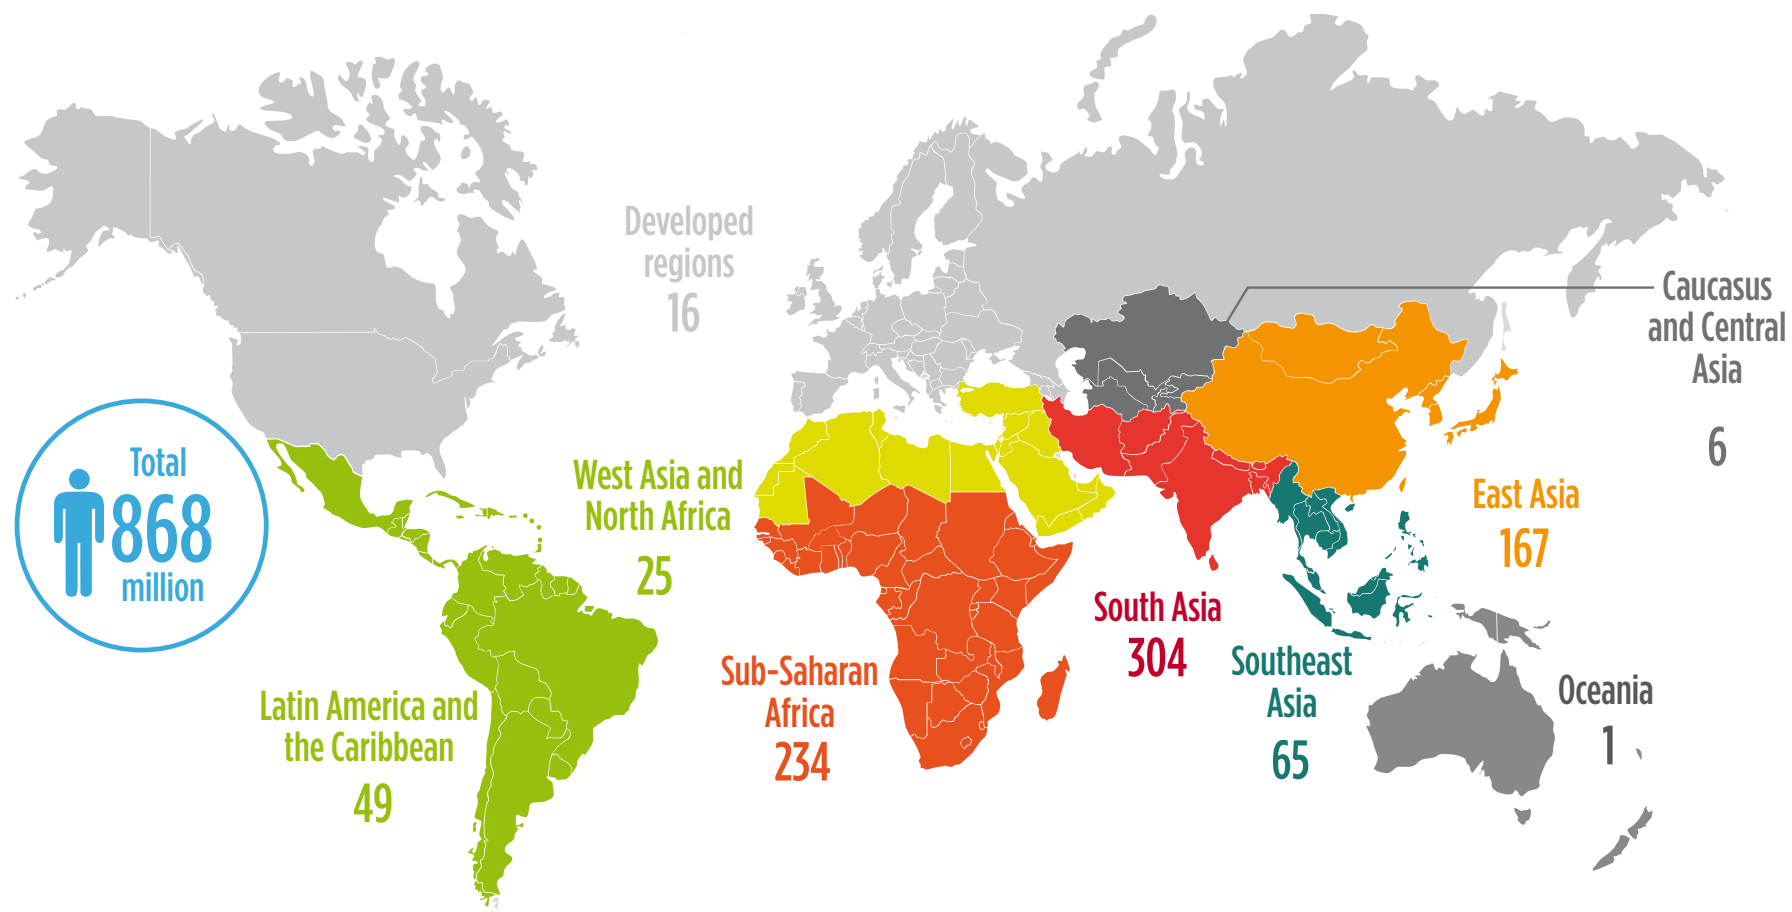 Developed
regions
16
Caucasus
and Central
Asia
6
Total
868
million
West Asia and
North Africa
25
East Asia
167
South Asia
304
Southeast
Asia
65
Sub-Saharan
Africa
234
Oceania
1
Latin America and
the Caribbean
49